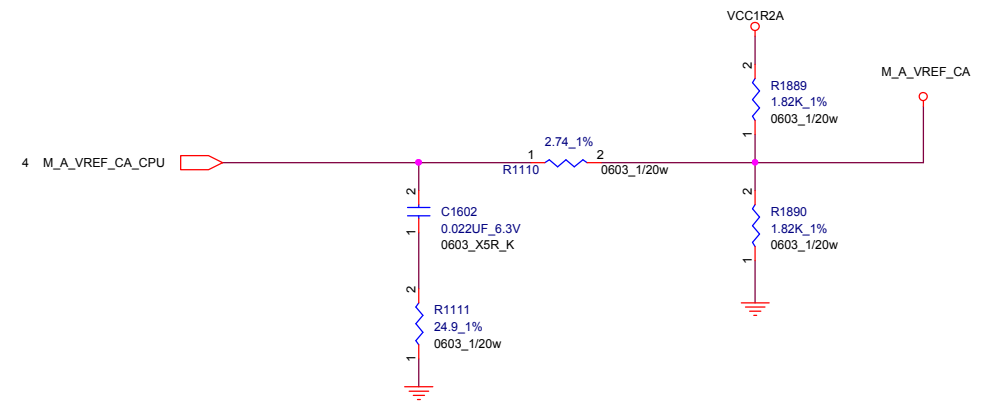 VCC1R2A
M_A_VREF_CA
2
R1889
1.82K_1%
0603_1/20w
1
2.74_1%
4 M_A_VREF_CA_CPU
1
2
R1110
0603_1/20w
2
C1602
0.022UF_6.3V
0603_X5R_K
1
2
R1890
1.82K_1%
0603_1/20w
1
2
R1111
24.9_1%
0603_1/20w
1